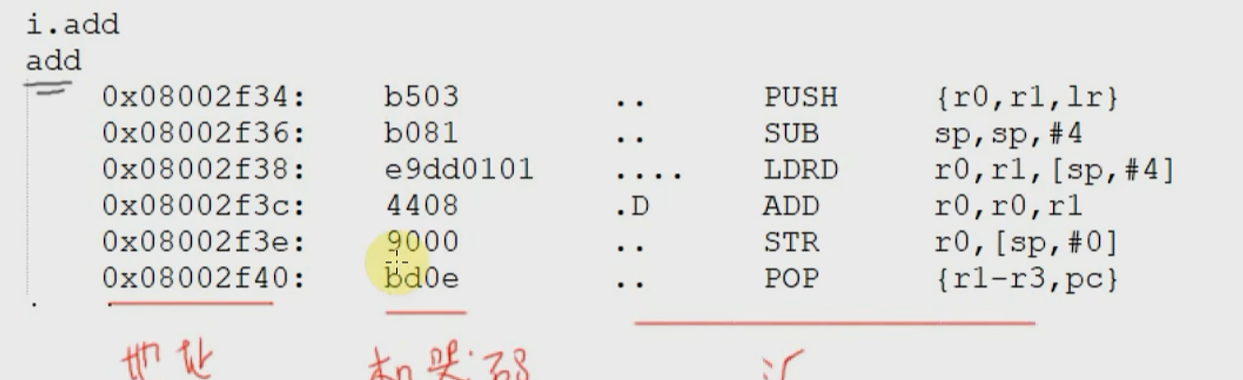 i.add
add
0x08002f34: b503 .. PUSH {r0,r1,lr}
0x08002f36: b081 .. SUB sp,sp,#4
0x08002f38: e9dd0101 .... LDRD r0,r1,[sp,#4]
0x08002f3c: 4408 .D ADD r0,r0,r1
0x08002f3e: 9000 .. STR r0,[sp,#0]
0x08002f40: bd0e .. POP {r1-r3,pc}
地址 机器码